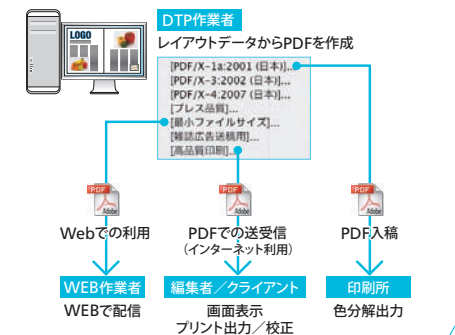 LOGO
DTP作業者
レイアウトデータからPDFを作成
[PDF/X-1a:2001 (日本)]...
[PDF/X-3:2002 (日本)]...
[PDF/X-4:2007 (日本)]...
[プレス品質]...
[最小ファイルサイズ]...
[雑誌広告送稿用]...
[高品質印刷]...
PDF Adobe
PDF Adobe
PDF Adobe
Webでの利用
PDFでの送受信
(インターネット利用)
PDF入稿
WEB作業者
編集者/クライアント
印刷所
WEBで配信
画面表示
プリント出力/校正
色分解出力